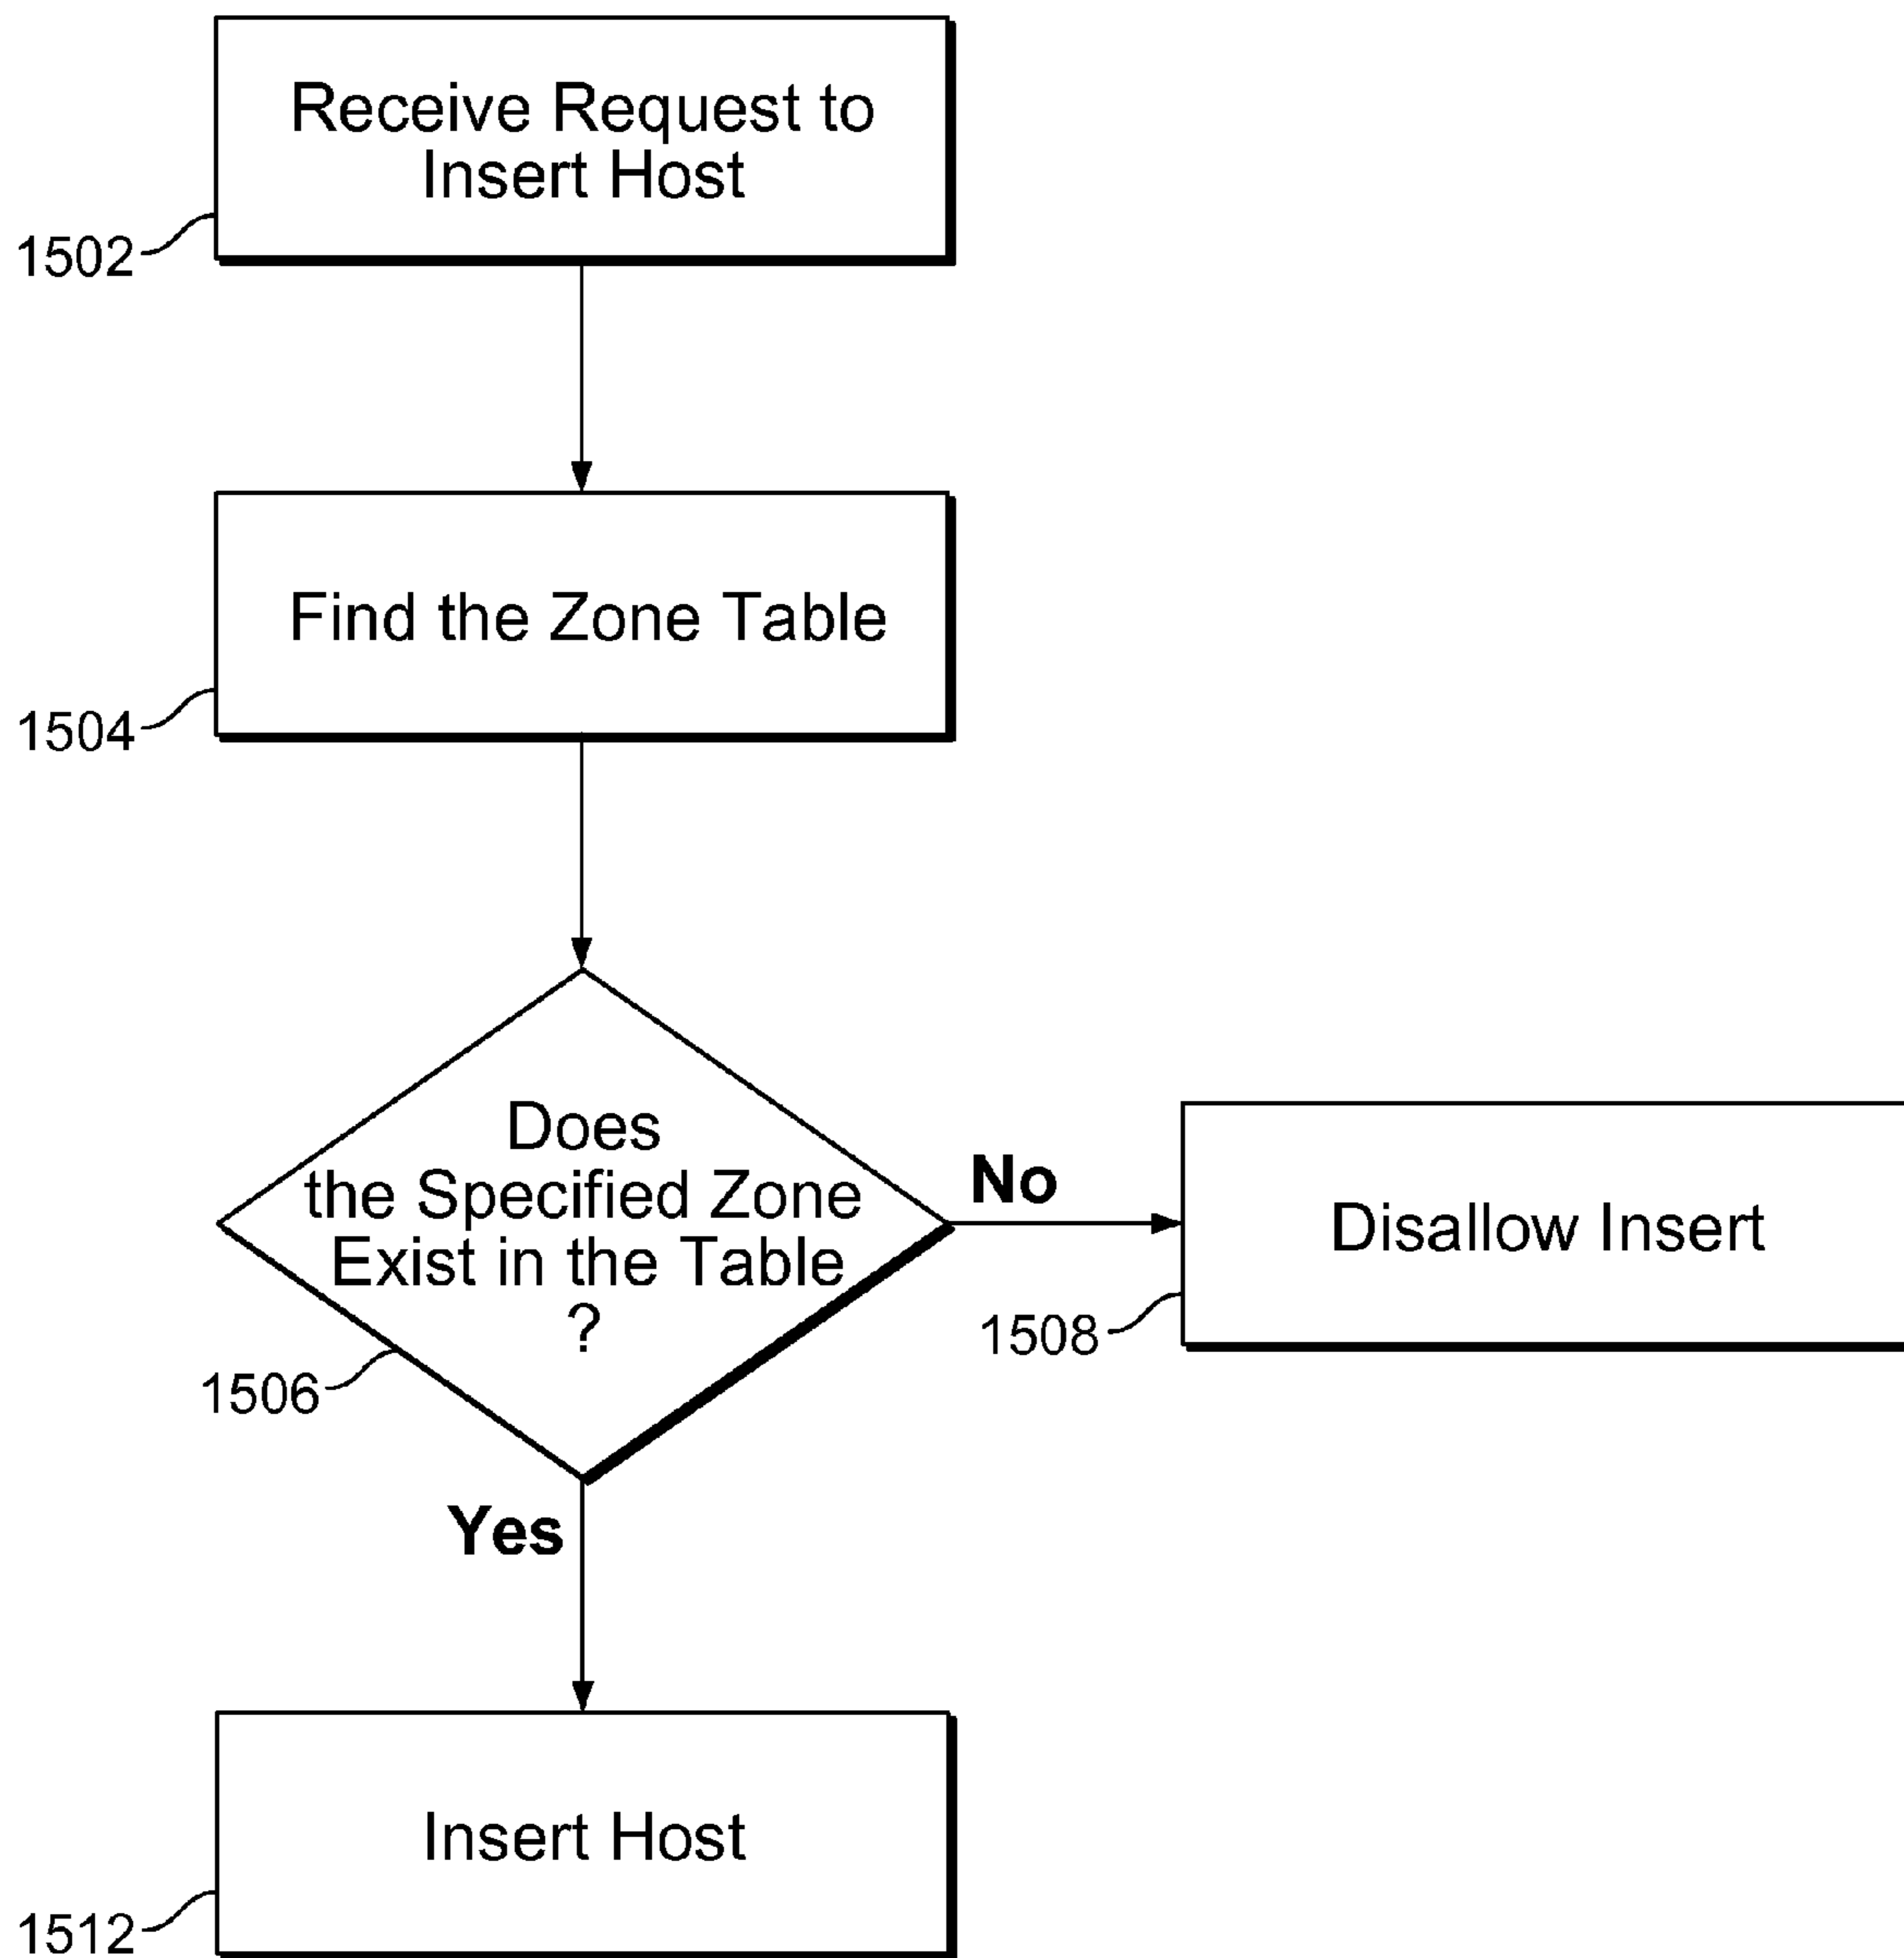 Receive Request to
Insert Host
1502
Find the Zone Table
1504
Does
the Specified Zone
Exist in the Table
?
1506
No
Disallow Insert
1508
Yes
Insert Host
1512